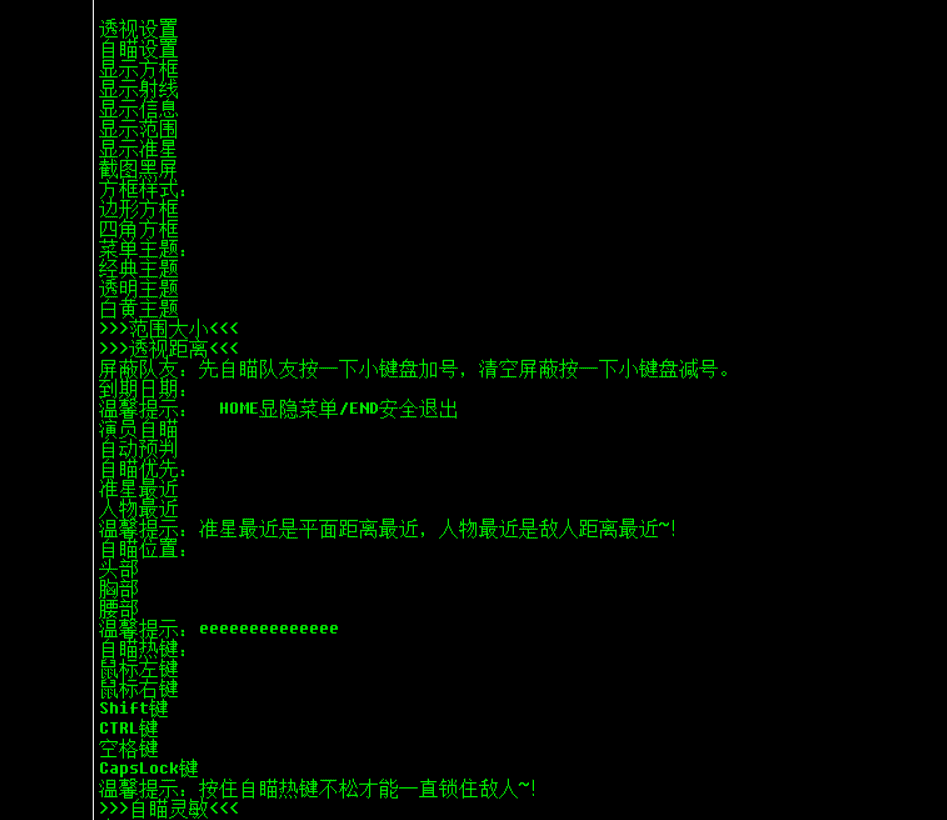 透视设置
自瞄设置
显示方框
显示射线
显示信息
显示范围
显示准星
截图黑屏
方框样式:
边形方框
四角方框
菜单主题:
经典主题
透明主题
白黄主题
>>>范围大小<<<
>>>透视距离<<<
屏蔽队友：先自瞄队友按一下小键盘加号，清空屏蔽按一下小键盘减号。
到期日期:
温馨提示:   HOME显隐菜单/END安全退出
演员自瞄
自动预判
自瞄优先:
准星最近
人物最近
温馨提示：准星最近是平面距离最近，人物最近是敌人距离最近~!
自瞄位置:
头部
胸部
腰部
温馨提示：eeeeeeeeeeeeee
自瞄热键:
鼠标左键
鼠标右键
Shift键
CTRL键
空格键
CapsLock键
温馨提示：按住自瞄热键不松才能一直锁住敌人~!
>>>自瞄灵敏<<<